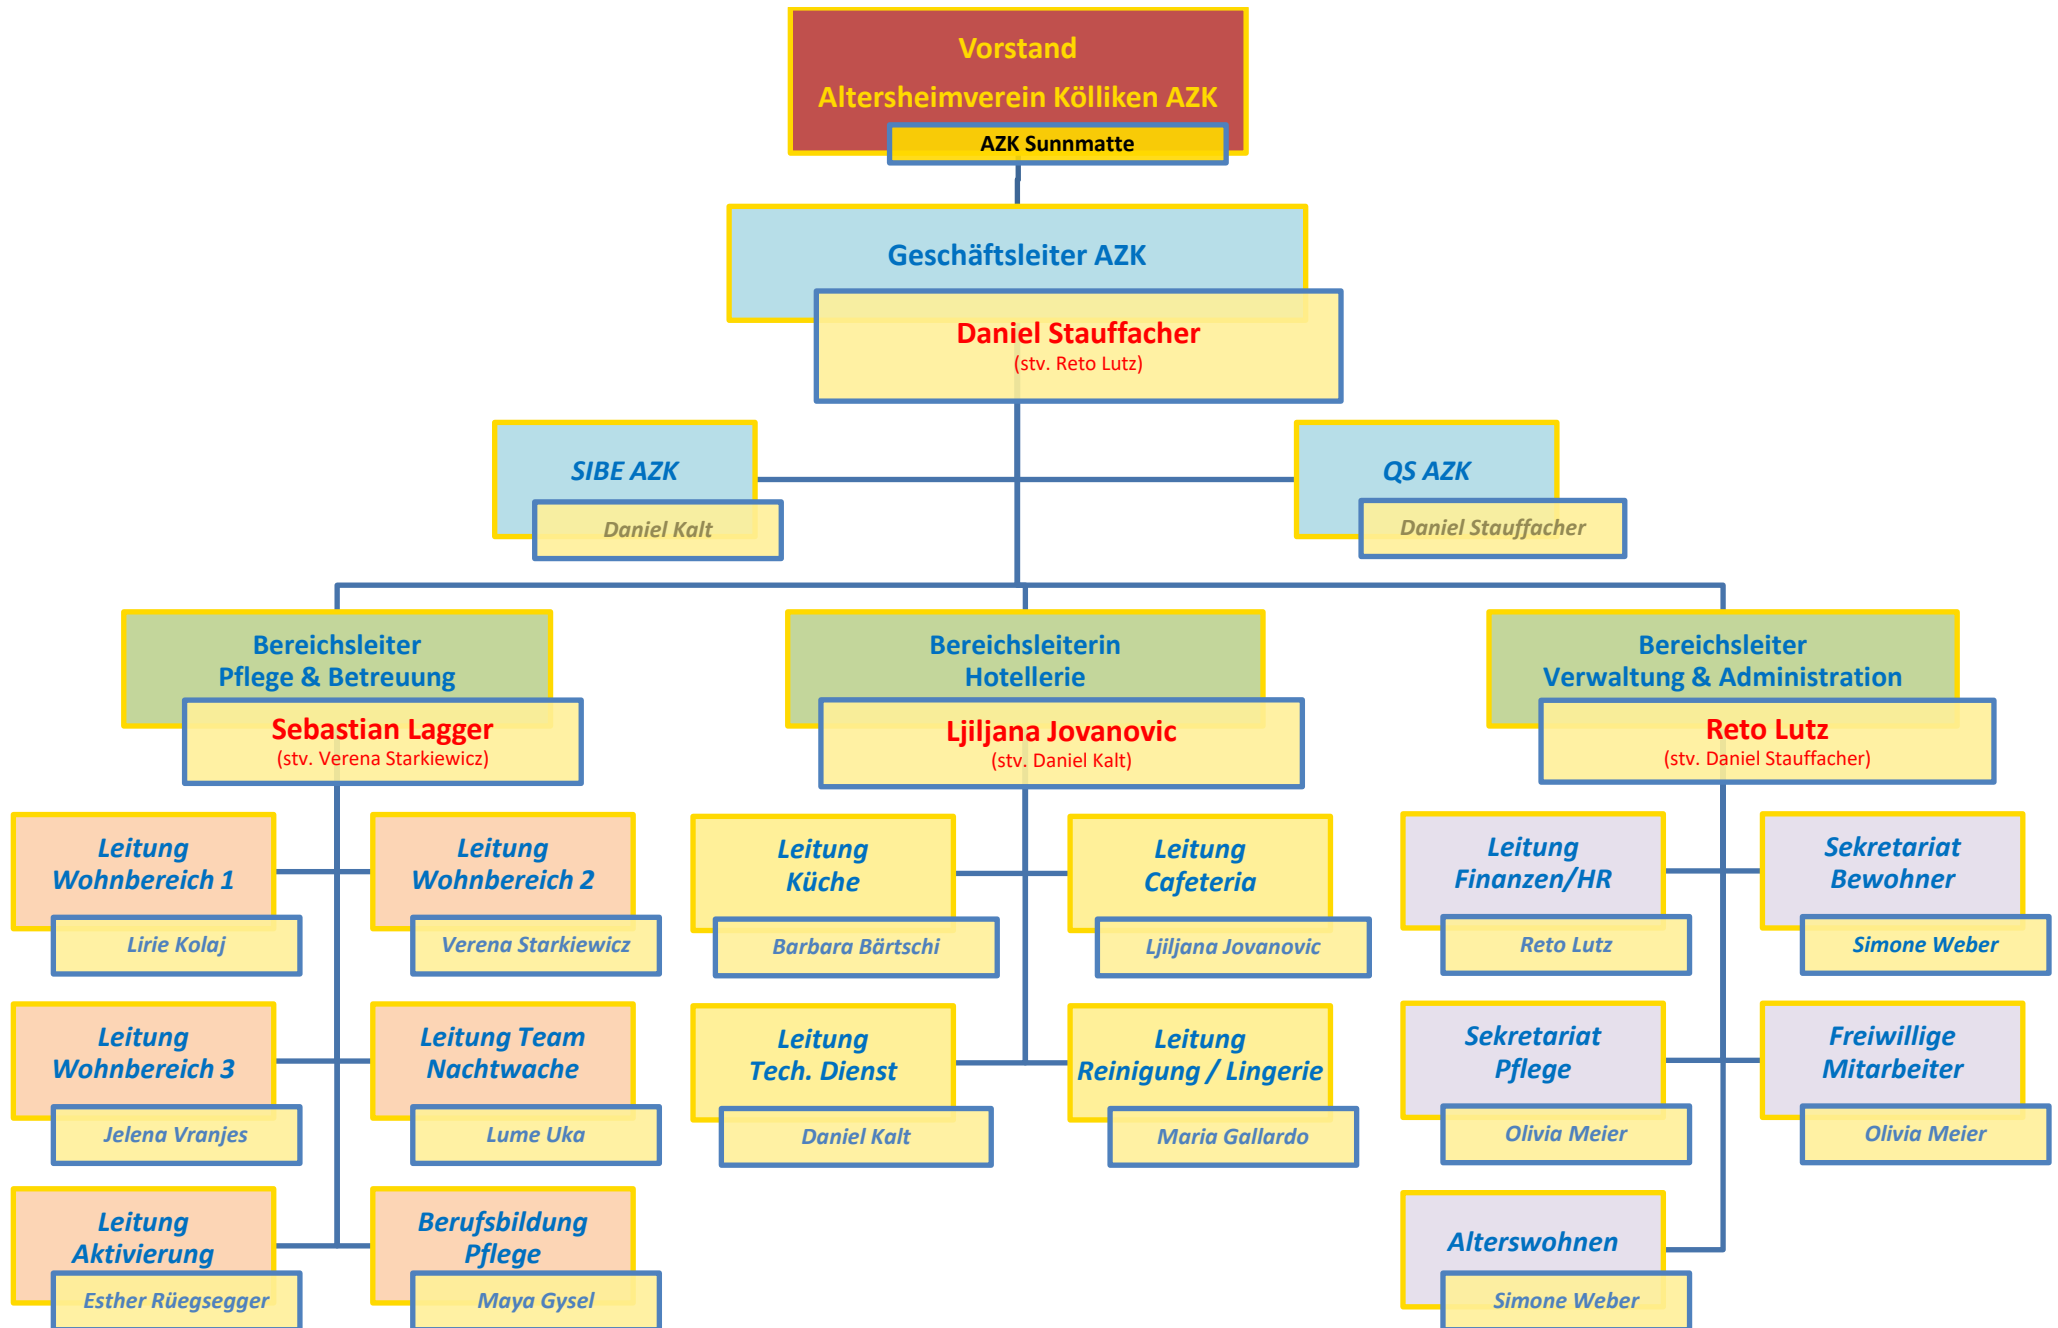 Vorstand
Altersheimverein Kölliken AZK
AZK Sunnmatte
Geschäftsleiter AZK
Daniel Stauffacher
(stv. Reto Lutz)
SIBE AZK
Daniel Kalt
QS AZK
Daniel Stauffacher
Bereichsleiter
Pflege & Betreuung
Sebastian Lagger
(stv. Verena Starkiewicz)
Bereichsleiterin
Hotellerie
Ljiljana Jovanovic
(stv. Daniel Kalt)
Bereichsleiter
Verwaltung & Administration
Reto Lutz
(stv. Daniel Stauffacher)
Leitung
Wohnbereich 1
Lirie Kolaj
Leitung
Wohnbereich 2
Verena Starkiewicz
Leitung
Küche
Barbara Bärtschi
Leitung
Cafeteria
Ljiljana Jovanovic
Leitung
Finanzen/HR
Reto Lutz
Sekretariat
Bewohner
Simone Weber
Leitung
Wohnbereich 3
Jelena Vranjes
Leitung Team
Nachtwache
Lume Uka
Leitung
Tech. Dienst
Daniel Kalt
Leitung
Reinigung / Lingerie
Maria Gallardo
Sekretariat
Pflege
Olivia Meier
Freiwillige
Mitarbeiter
Olivia Meier
Leitung
Aktivierung
Esther Rüegsegger
Berufsbildung
Pflege
Maya Gysel
Alterswohnen
Simone Weber